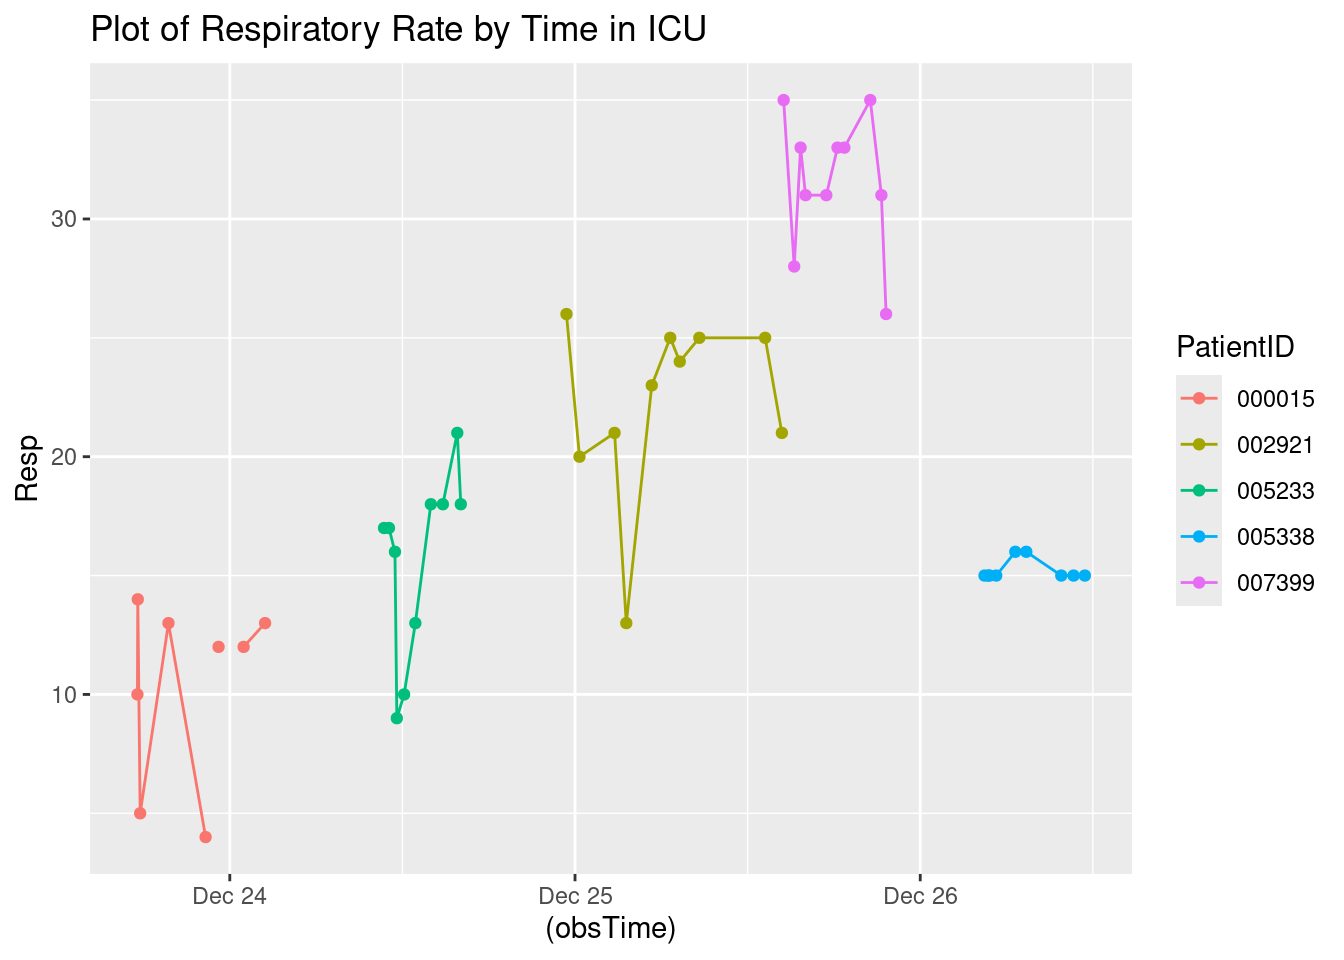 Plot of Respiratory Rate by Time in ICU
Resp
30
20
10
Dec 24
Dec 25
Dec 26
(obsTime)
PatientID
000015
002921
005233
005338
007399